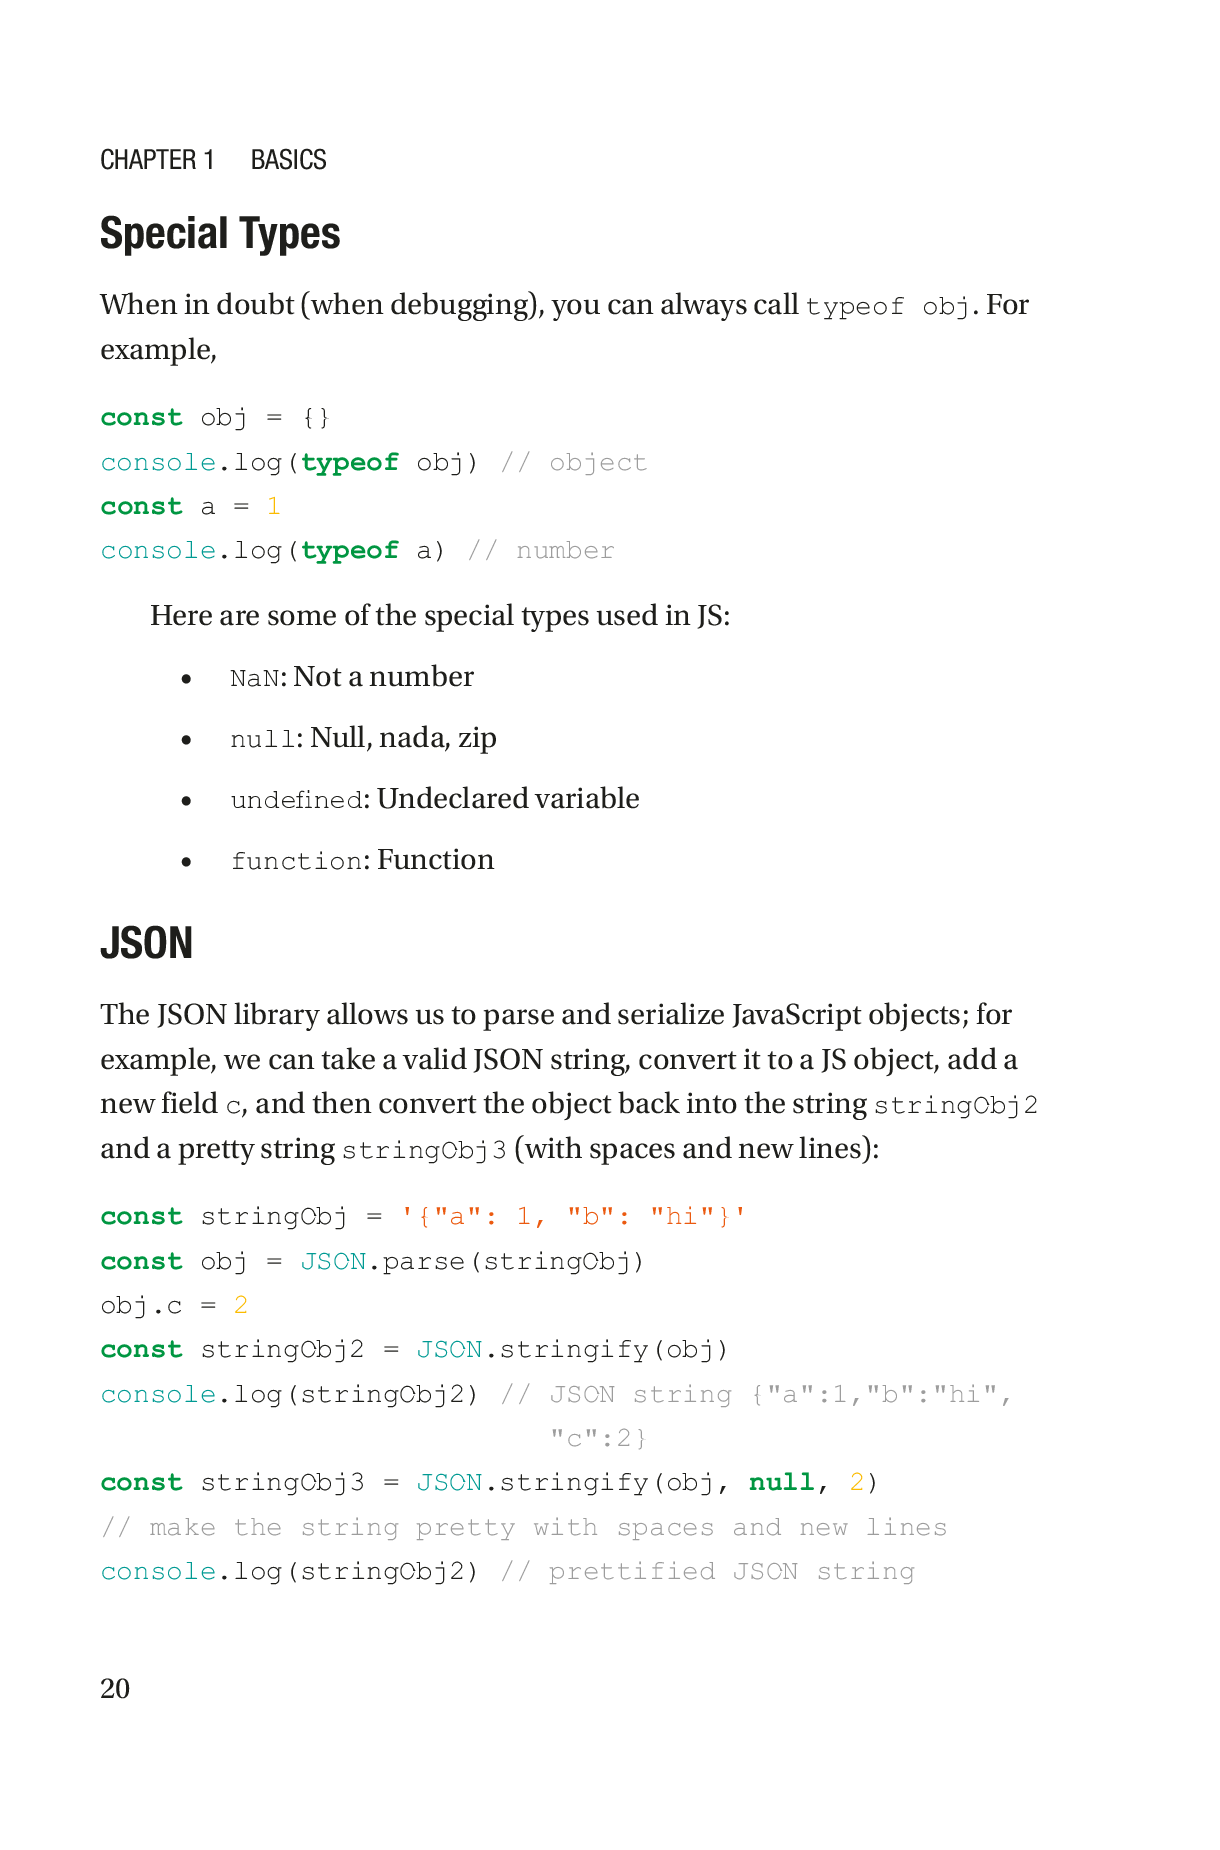 CHAPTER 1 BASICS
Special Types
When in doubt (when debugging), you can always call typeof obj. For
example,
const obj = {}
console.log(typeof obj) // object
const a = 1
console.log(typeof a) // number
Here are some of the special types used in JS:
• NaN: Not a number
• null: Null, nada, zip
• undefined: Undeclared variable
• function: Function
JSON
The JSON library allows us to parse and serialize JavaScript objects; for
example, we can take a valid JSON string, convert it to a JS object, add a
new field c, and then convert the object back into the string stringObj2
and a pretty string stringObj3 (with spaces and new lines):
const stringObj = '{"a": 1, "b": "hi"}'
const obj = JSON.parse(stringObj)
obj.c = 2
const stringObj2 = JSON.stringify(obj)
console.log(stringObj2) // JSON string {"a":1,"b":"hi",
"c":2}
const stringObj3 = JSON.stringify(obj, null, 2)
// make the string pretty with spaces and new lines
console.log(stringObj2) // prettified JSON string
20